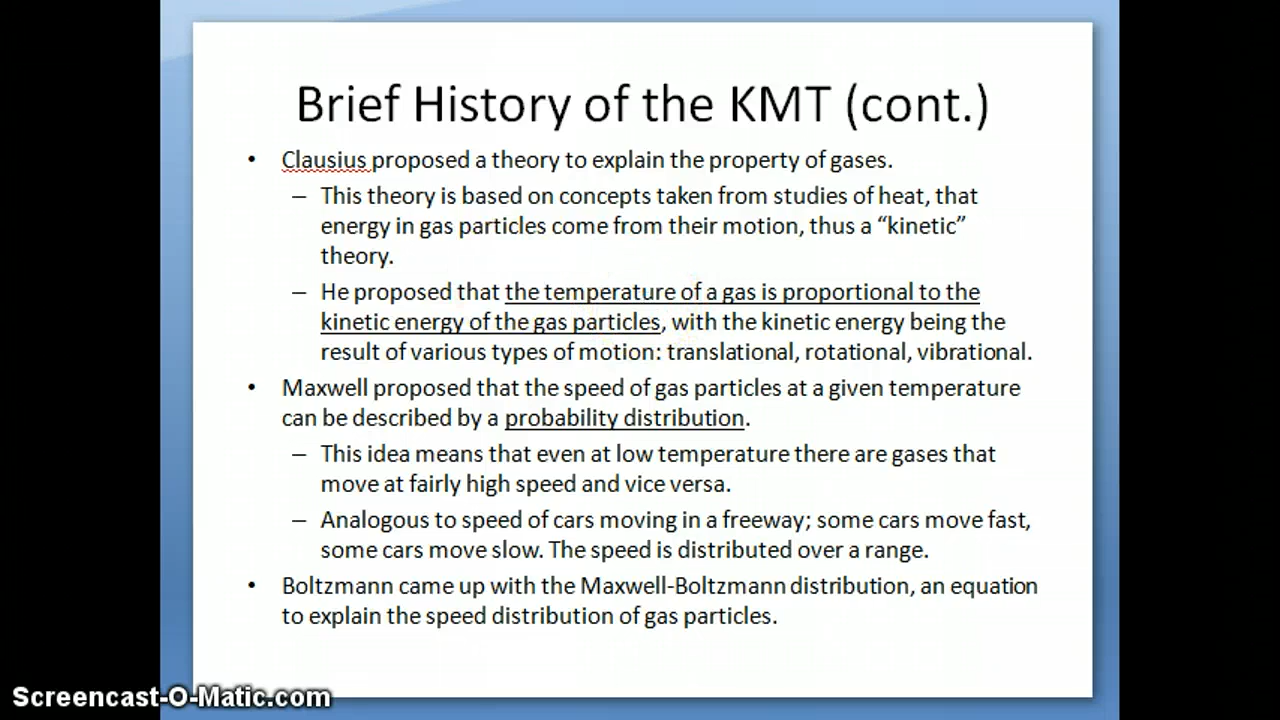 Brief History of the KMT (cont.)
• Clausius proposed a theory to explain the property of gases.
– This theory is based on concepts taken from studies of heat, that
energy in gas particles come from their motion, thus a “kinetic”
theory.
– He proposed that the temperature of a gas is proportional to the
kinetic energy of the gas particles, with the kinetic energy being the
result of various types of motion: translational, rotational, vibrational.
• Maxwell proposed that the speed of gas particles at a given temperature
can be described by a probability distribution.
– This idea means that even at low temperature there are gases that
move at fairly high speed and vice versa.
– Analogous to speed of cars moving in a freeway; some cars move fast,
some cars move slow. The speed is distributed over a range.
• Boltzmann came up with the Maxwell-Boltzmann distribution, an equation
to explain the speed distribution of gas particles.
Screencast-O-Matic.com